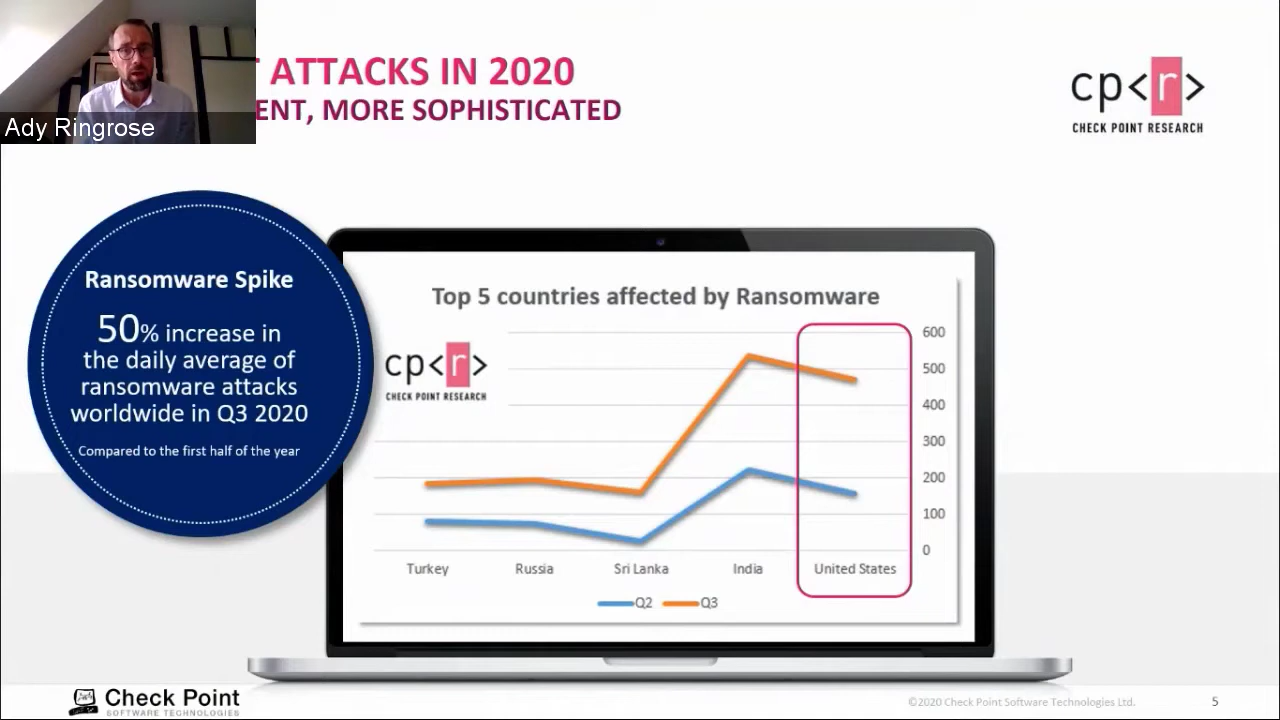 ATTACKS IN 2020
ENT, MORE SOPHISTICATED
Ady Ringrose
cp<r>
CHECK POINT RESEARCH
Ransomware Spike
50% increase in
the daily average of
ransomware attacks
worldwide in Q3 2020
Compared to the first half of the year
Top 5 countries affected by Ransomware
cp<r>
CHECK POINT RESEARCH
600
500
400
300
200
100
0
Turkey Russia Sri Lanka India United States
Q2 Q3
Check Point
SOFTWARE TECHNOLOGIES
©2020 Check Point Software Technologies Ltd. 5